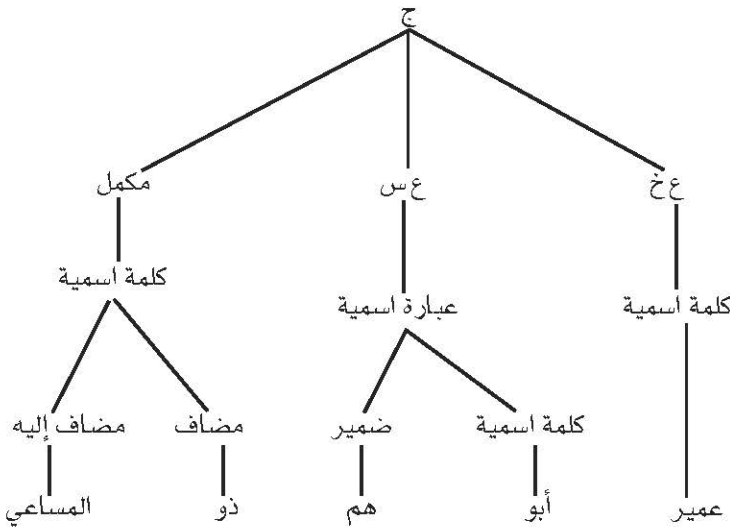 ج
ع خ ع س مكمل
كلمة اسمية
كلمة اسمية عبارة اسمية
كلمة اسمية ضمير مضاف مضاف إليه
عمير أبو هم ذو المساعي